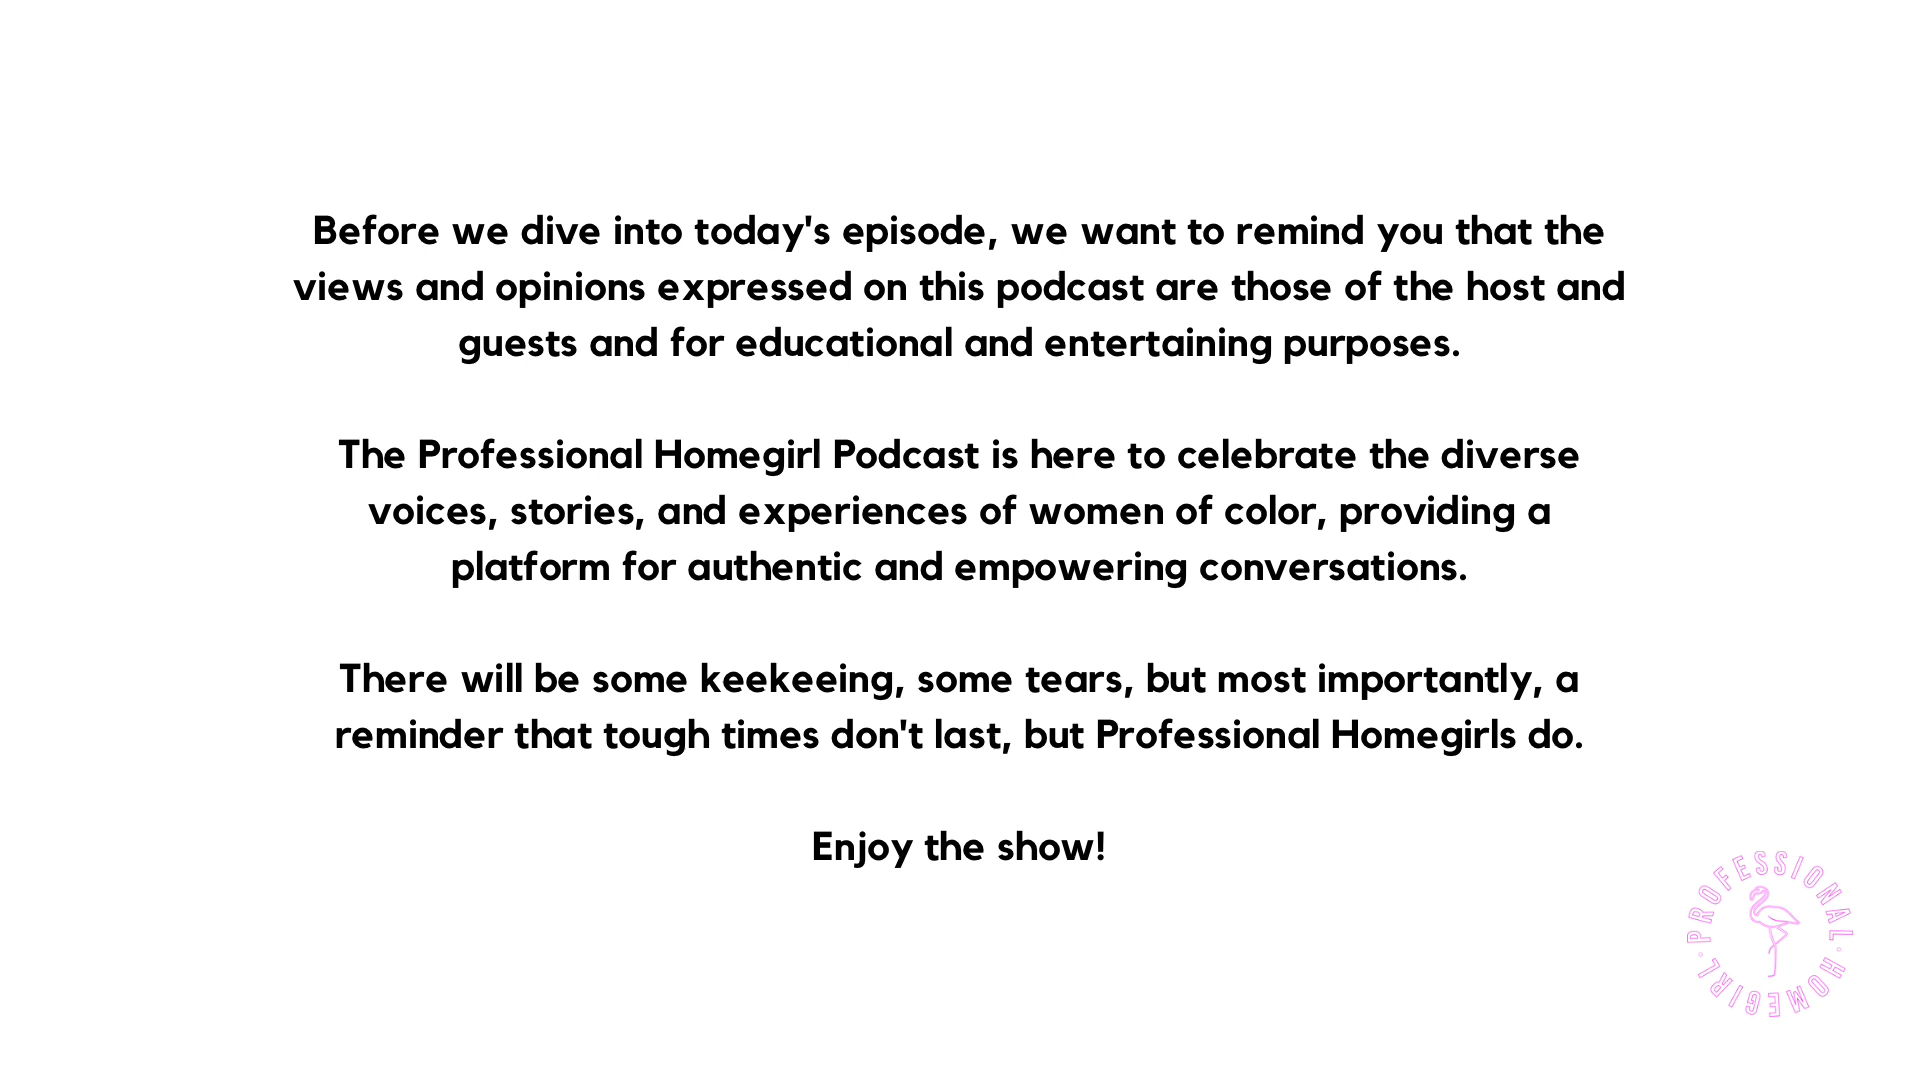 Before we dive into today's episode, we want to remind you that the
views and opinions expressed on this podcast are those of the host and
guests and for educational and entertaining purposes.
The Professional Homegirl Podcast is here to celebrate the diverse
voices, stories, and experiences of women of color, providing a
platform for authentic and empowering conversations.
There will be some keekeeing, some tears, but most importantly, a
reminder that tough times don't last, but Professional Homegirls do.
Enjoy the show!
PROFESSIONAL · HOMEGIRL ·